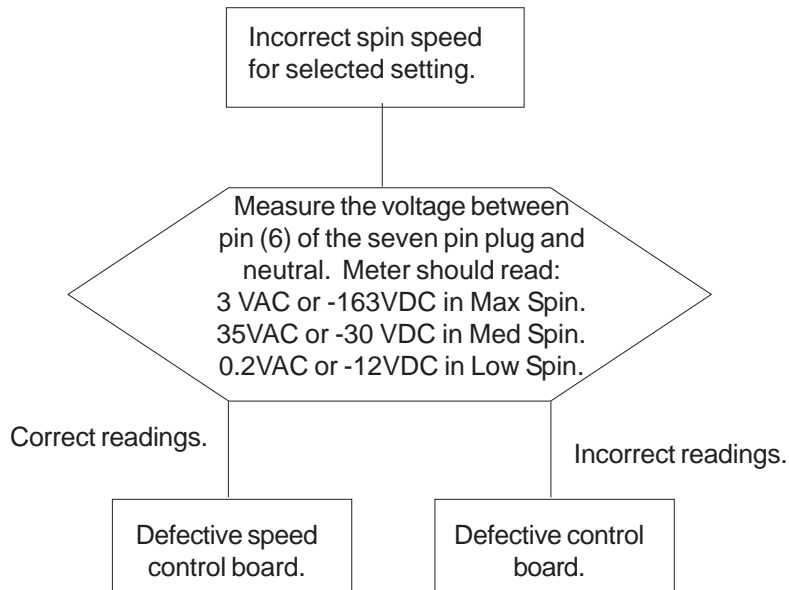 Incorrect spin speed
for selected setting.
Measure the voltage between
pin (6) of the seven pin plug and
neutral. Meter should read:
3 VAC or -163VDC in Max Spin.
35VAC or -30 VDC in Med Spin.
0.2VAC or -12VDC in Low Spin.
Correct readings.
Incorrect readings.
Defective speed
control board.
Defective control
board.